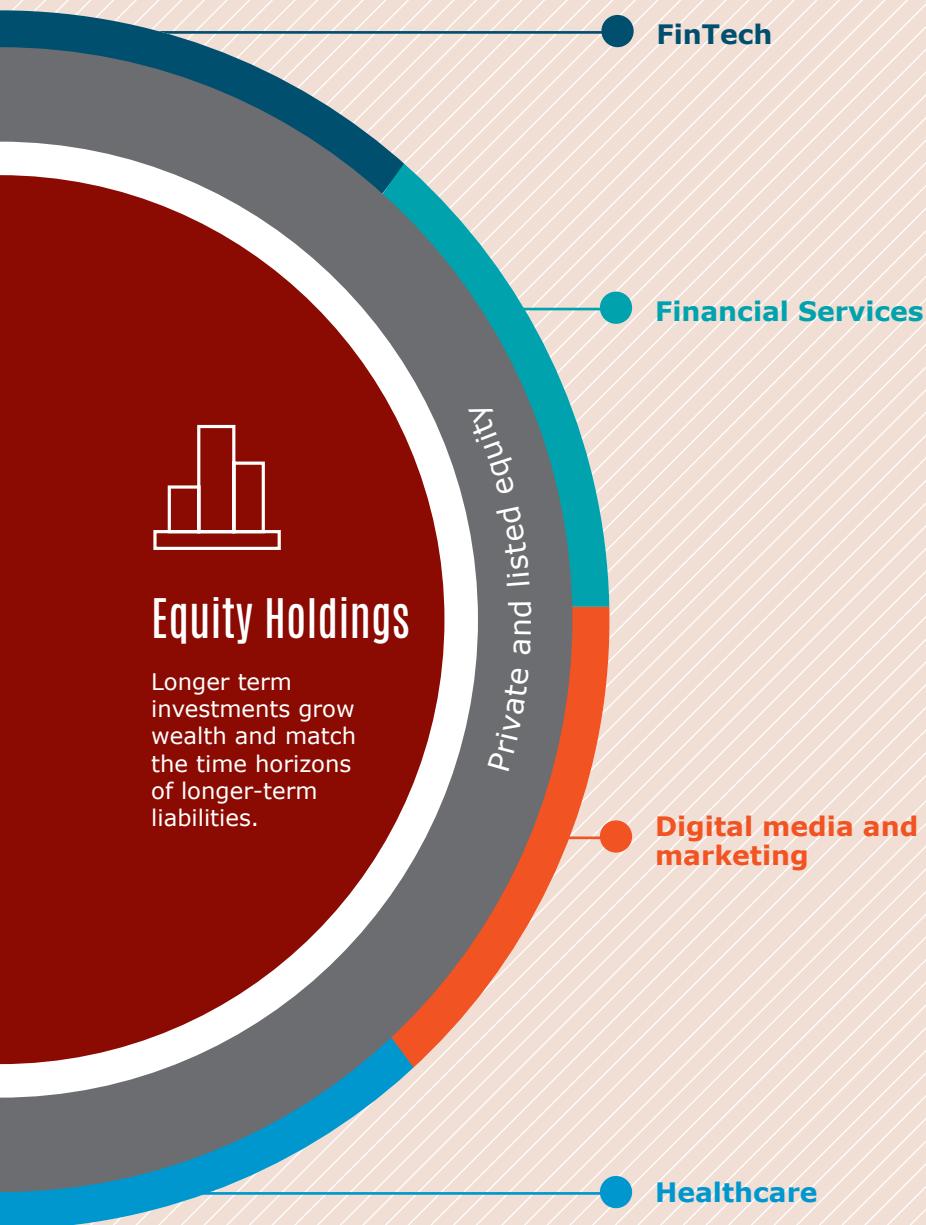 FinTech
Financial Services
Private and listed equity
Equity Holdings
Longer term
investments grow
wealth and match
the time horizons
of longer-term
liabilities.
Digital media and
marketing
Healthcare